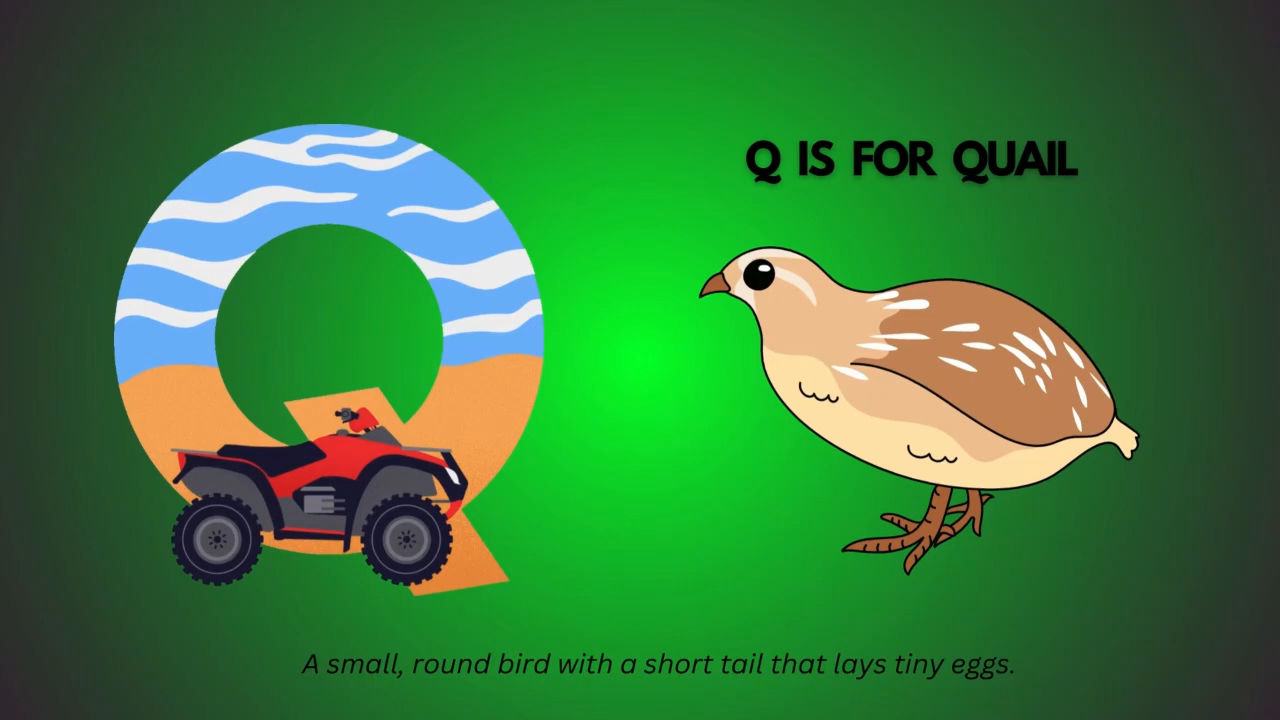 Q
Q IS FOR QUAIL
A small, round bird with a short tail that lays tiny eggs.